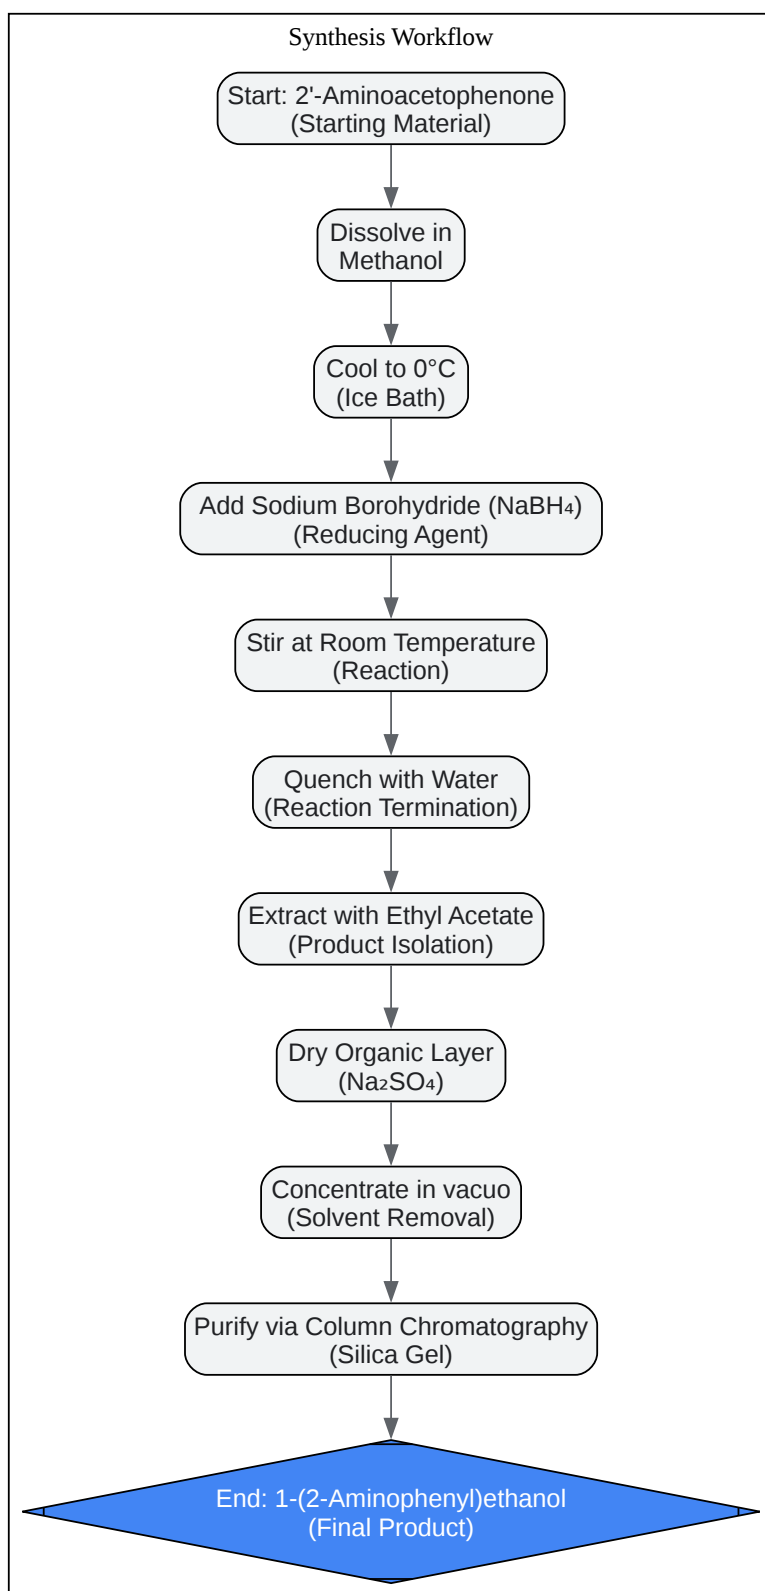 Synthesis Workflow
Start: 2'-Aminoacetophenone
(Starting Material)
Dissolve in
Methanol
Cool to 0°C
(Ice Bath)
Add Sodium Borohydride (NaBH₄)
(Reducing Agent)
Stir at Room Temperature
(Reaction)
Quench with Water
(Reaction Termination)
Extract with Ethyl Acetate
(Product Isolation)
Dry Organic Layer
(Na₂SO₄)
Concentrate in vacuo
(Solvent Removal)
Purify via Column Chromatography
(Silica Gel)
End: 1-(2-Aminophenyl)ethanol
(Final Product)